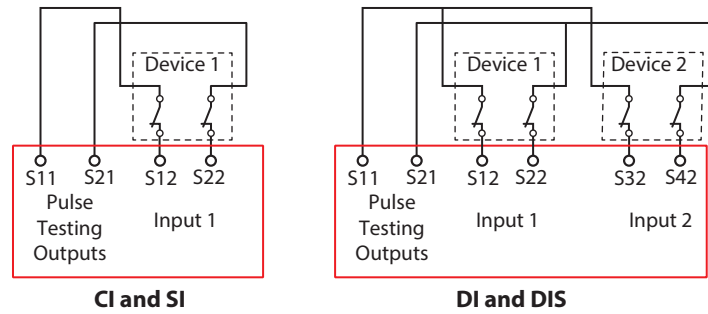 Device 1
S11 S21 S12 S22
Pulse
Testing
Outputs
Input 1
CI and SI
Device 1 Device 2
S11 S21 S12 S22 S32 S42
Pulse
Testing
Outputs
Input 1 Input 2
DI and DIS